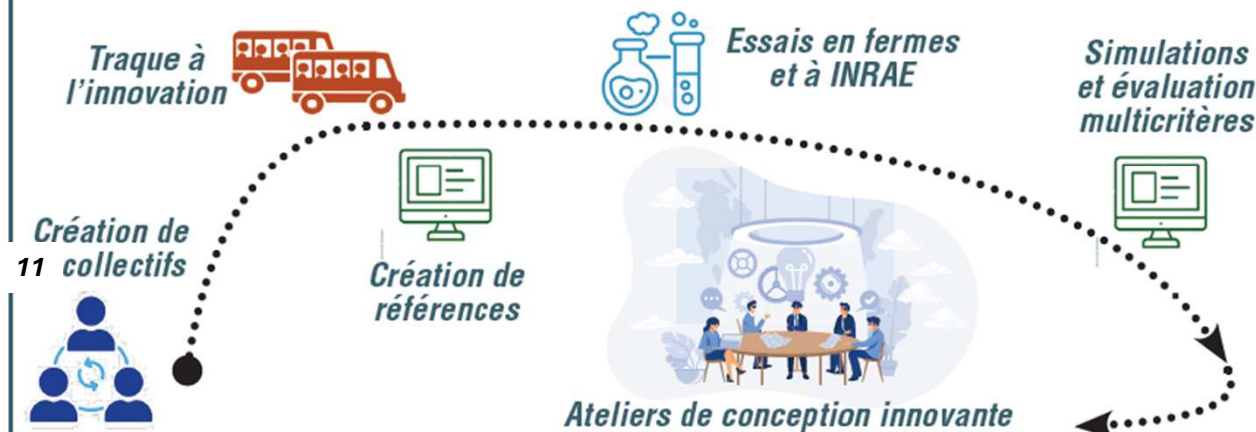 Création de
11 collectifs
Traque à
l'innovation
Création de
références
Essais en fermes
et à INRAE
Ateliers de conception innovante
Simulations
et évaluation
multicritères